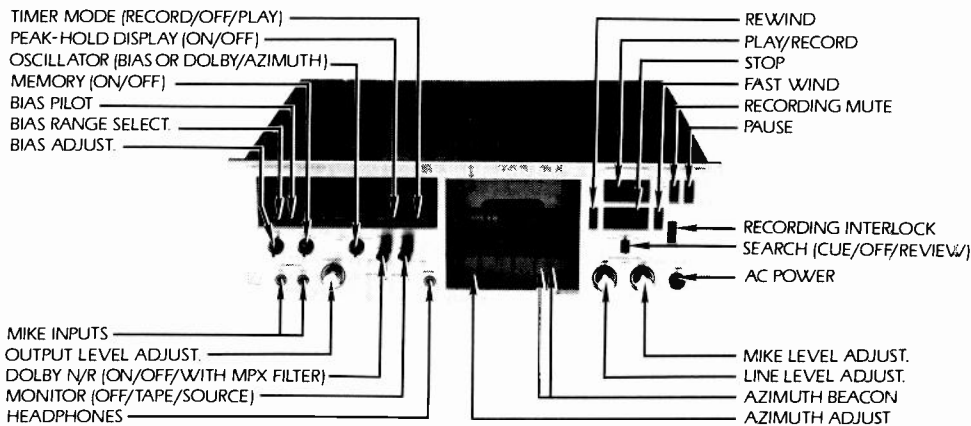 TIMER MODE (RECORD/OFF/PLAY)
PEAK-HOLD DISPLAY (ON/OFF)
OSCILLATOR (BIAS OR DOLBY/AZIMUTH)
MEMORY (ON/OFF)
BIAS PILOT
BIAS RANGE SELECT.
BIAS ADJUST.
MIKE INPUTS
OUTPUT LEVEL ADJUST.
DOLBY N/R (ON/OFF/WITH MPX FILTER)
MONITOR (OFF/TAPE/SOURCE)
HEADPHONES
REWIND
PLAY/RECORD
STOP
FAST WIND
RECORDING MUTE
PAUSE
RECORDING INTERLOCK
SEARCH (CUE/OFF/REVIEW)
AC POWER
MIKE LEVEL ADJUST.
LINE LEVEL ADJUST.
AZIMUTH BEACON
AZIMUTH ADJUST